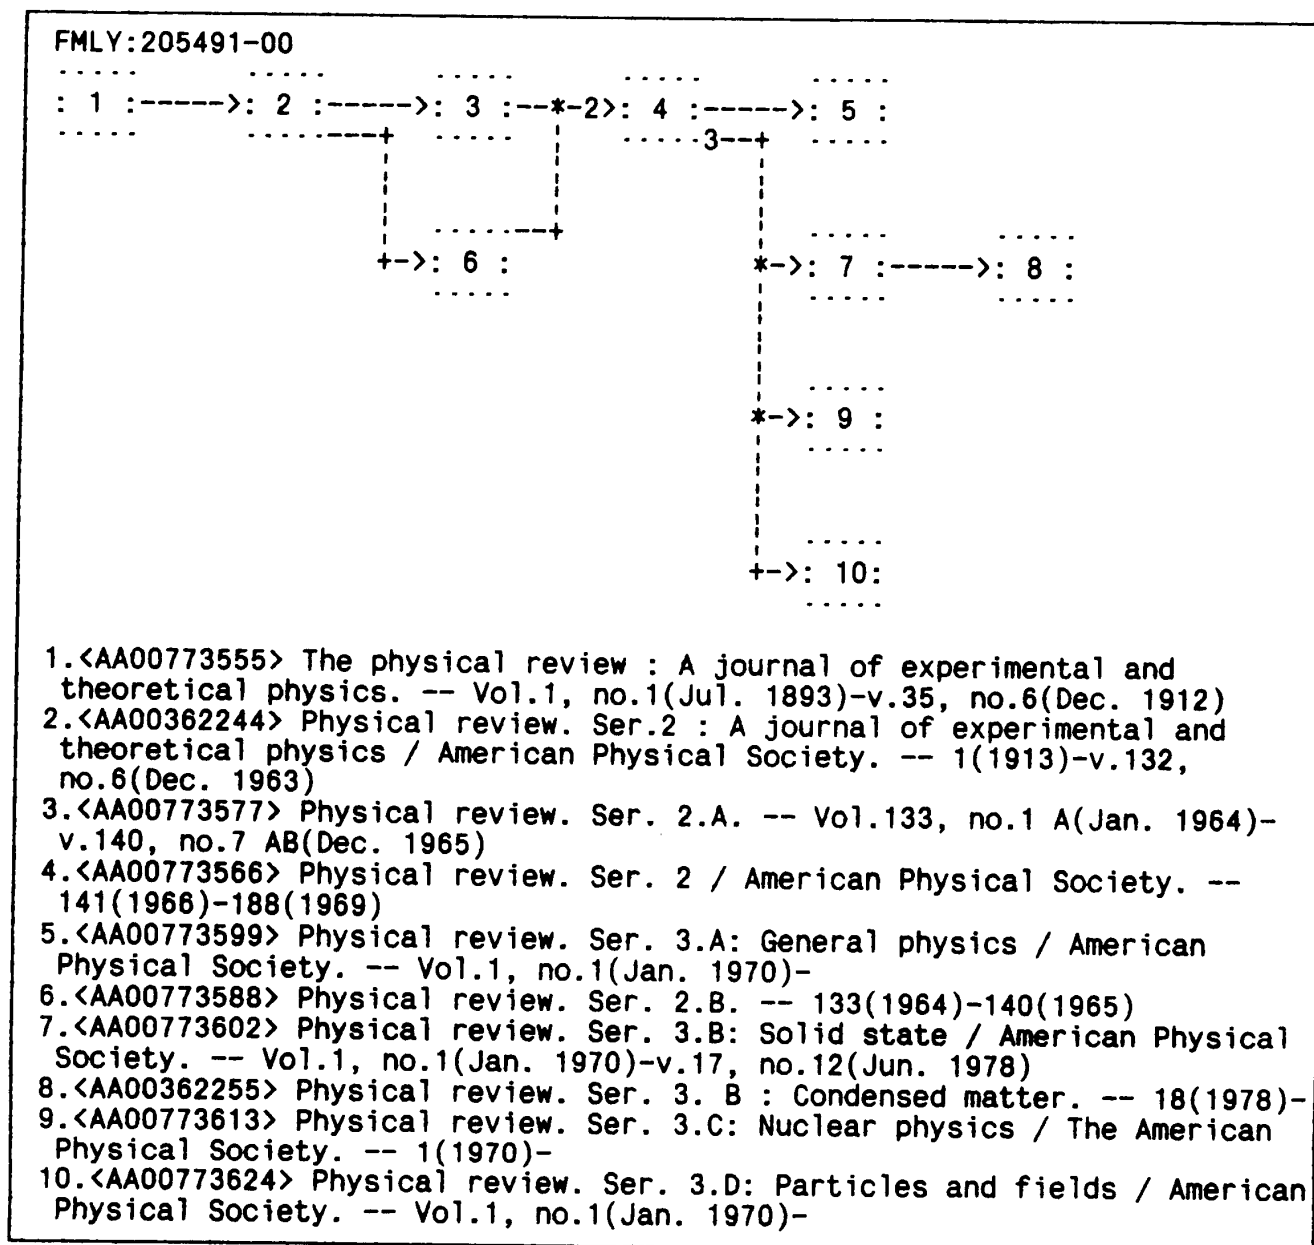 FMLY:205491-00
: 1 :----->: 2 :----->: 3 :--*-2>: 4 :----->: 5 :
3--+
+->: 6 :
*->: 7 :----->: 8 :
*->: 9 :
+->: 10:
1.<AA00773555> The physical review : A journal of experimental and
theoretical physics. -- Vol.1, no.1(Jul. 1893)-v.35, no.6(Dec. 1912)
2.<AA00362244> Physical review. Ser.2 : A journal of experimental and
theoretical physics / American Physical Society. -- 1(1913)-v.132,
no.6(Dec. 1963)
3.<AA00773577> Physical review. Ser. 2.A. -- Vol.133, no.1 A(Jan. 1964)-
v.140, no.7 AB(Dec. 1965)
4.<AA00773566> Physical review. Ser. 2 / American Physical Society. --
141(1966)-188(1969)
5.<AA00773599> Physical review. Ser. 3.A: General physics / American
Physical Society. -- Vol.1, no.1(Jan. 1970)-
6.<AA00773588> Physical review. Ser. 2.B. -- 133(1964)-140(1965)
7.<AA00773602> Physical review. Ser. 3.B: Solid state / American Physical
Society. -- Vol.1, no.1(Jan. 1970)-v.17, no.12(Jun. 1978)
8.<AA00362255> Physical review. Ser. 3. B : Condensed matter. -- 18(1978)-
9.<AA00773613> Physical review. Ser. 3.C: Nuclear physics / The American
Physical Society. -- 1(1970)-
10.<AA00773624> Physical review. Ser. 3.D: Particles and fields / American
Physical Society. -- Vol.1, no.1(Jan. 1970)-